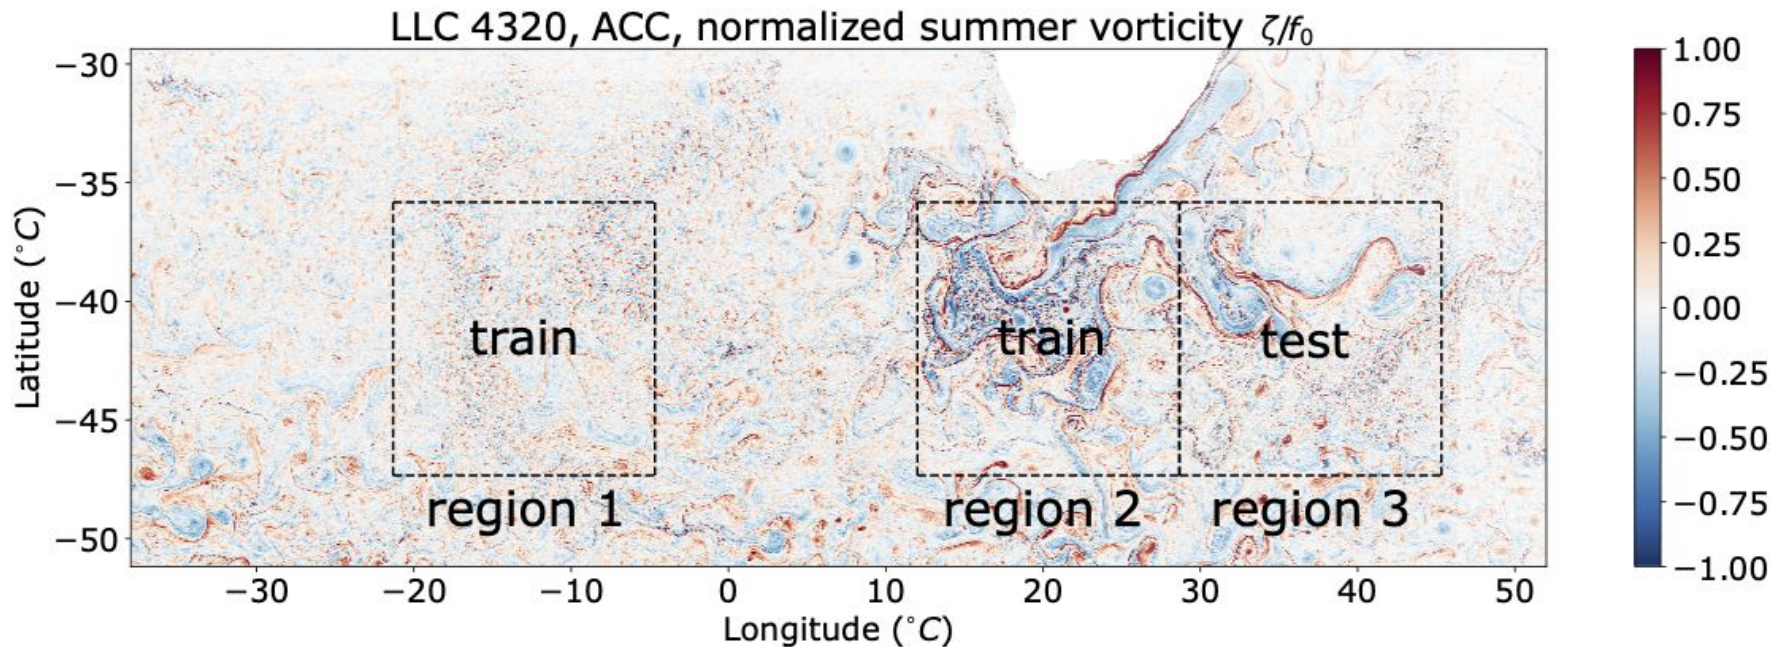 LLC 4320, ACC, normalized summer vorticity ζ/f₀
Latitude (°C)
−30
−35
−40
−45
−50
train
train
test
region 1
region 2
region 3
−30
−20
−10
0
10
20
30
40
50
Longitude (°C)
1.00
0.75
0.50
0.25
0.00
−0.25
−0.50
−0.75
−1.00